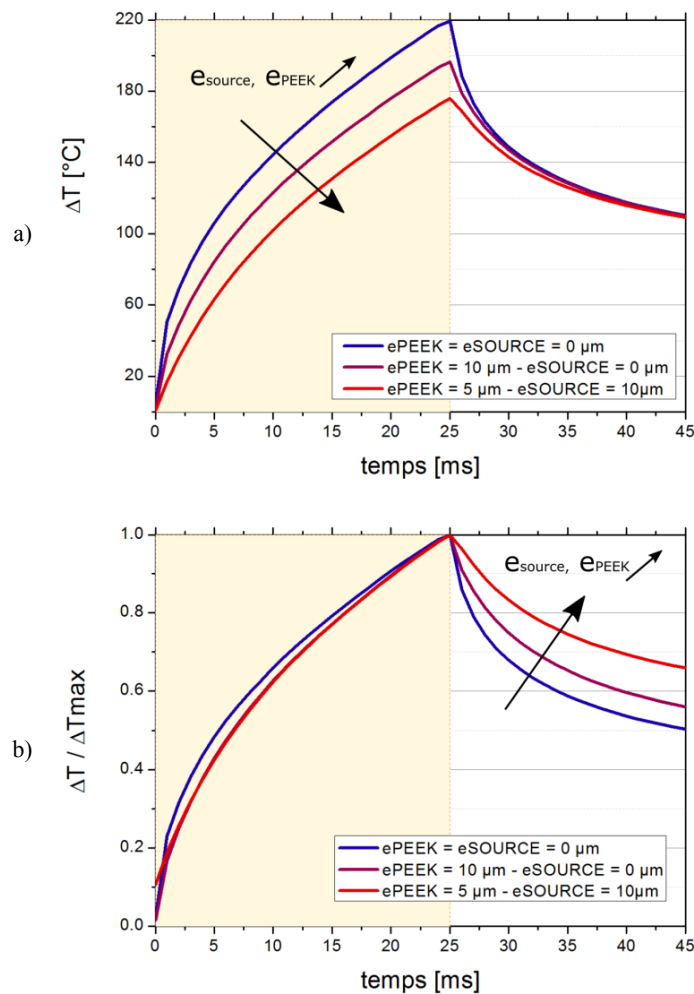 a)
ΔT [°C]
220
180
140
100
60
20
esource, ePEEK
ePEEK = eSOURCE = 0 µm
ePEEK = 10 µm - eSOURCE = 0 µm
ePEEK = 5 µm - eSOURCE = 10µm
0 5 10 15 20 25 30 35 40 45
temps [ms]
b)
ΔT / ΔTmax
1.0
0.8
0.6
0.4
0.2
0.0
esource, ePEEK
ePEEK = eSOURCE = 0 µm
ePEEK = 10 µm - eSOURCE = 0 µm
ePEEK = 5 µm - eSOURCE = 10µm
0 5 10 15 20 25 30 35 40 45
temps [ms]